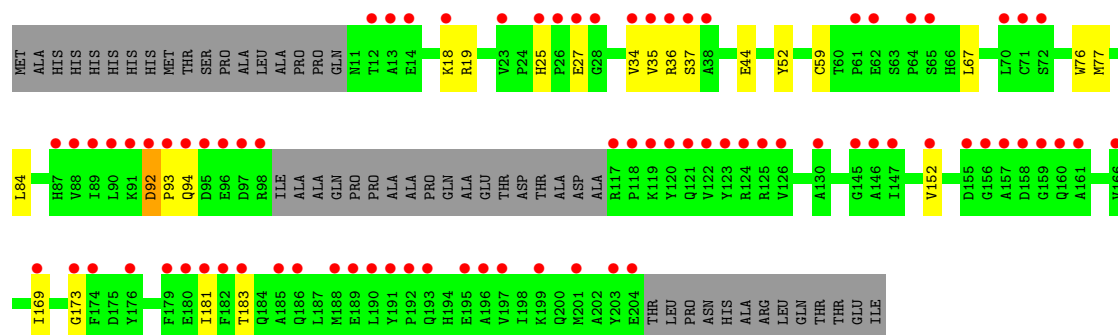 MET ALA HIS HIS HIS HIS HIS HIS MET THR SER PRO ALA LEU ALA PRO PRO GLN N11 T12 A13 E14 K18 R19 V23 P24 H25 P26 E27 G28 V34 V35 R36 S37 A38 E44 Y52 C59 T60 P61 E62 S63 P64 S65 H66 L67 L70 C71 S72 W76 M77
L84 H87 V88 I89 L90 K91 D92 P93 Q94 D95 E96 D97 R98 ILE ALA ALA GLN PRO PRO ALA ALA PRO GLN ALA GLU THR ASP THR ALA ASP ALA R117 P118 K119 Y120 Q121 V122 Y123 R124 R125 V126 A130 G145 A146 I147 V152 D155 G156 A157 D158 G159 Q160 A161 V166
I169 G173 F174 D175 Y176 F179 E180 I181 F182 T183 Q184 A185 Q186 L187 M188 E189 L190 Y191 P192 Q193 H194 E195 A196 V197 I198 K199 Q200 M201 A202 Y203 E204 THR LEU PRO ASN HIS ALA ARG LEU GLN THR THR GLU ILE